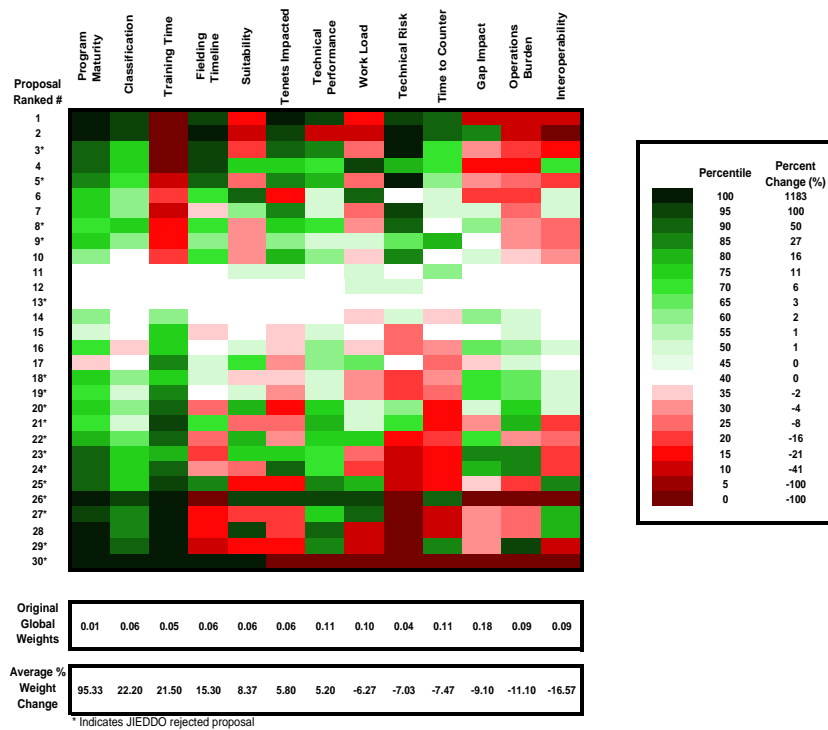 Program Maturity
Classification
Training Time
Fielding Timeline
Suitability
Tenets Impacted
Technical Performance
Work Load
Technical Risk
Time to Counter
Gap Impact
Operations Burden
Interoperability
Proposal
Ranked #
1
2
3*
4
5*
6
7
8*
9*
10
11
12
13*
14
15
16
17
18*
19*
20*
21*
22*
23*
24*
25*
26*
27*
28
29*
30*
Percentile Percent Change (%)
100 1183
95 100
90 50
85 27
80 16
75 11
70 6
65 3
60 2
55 1
50 1
45 0
40 0
35 -2
30 -4
25 -8
20 -16
15 -21
10 -41
5 -100
0 -100
Original
Global
Weights
0.01 0.06 0.05 0.06 0.06 0.06 0.11 0.10 0.04 0.11 0.18 0.09 0.09
Average %
Weight
Change
95.33 22.20 21.50 15.30 8.37 5.80 5.20 -6.27 -7.03 -7.47 -9.10 -11.10 -16.57
* Indicates JIEDDO rejected proposal